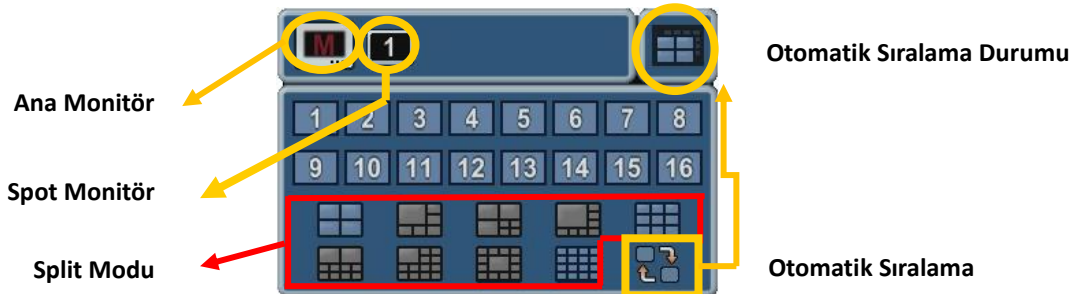 M 1
Otomatik Sıralama Durumu
Ana Monitör
1 2 3 4 5 6 7 8
9 10 11 12 13 14 15 16
Spot Monitör
Split Modu
Otomatik Sıralama